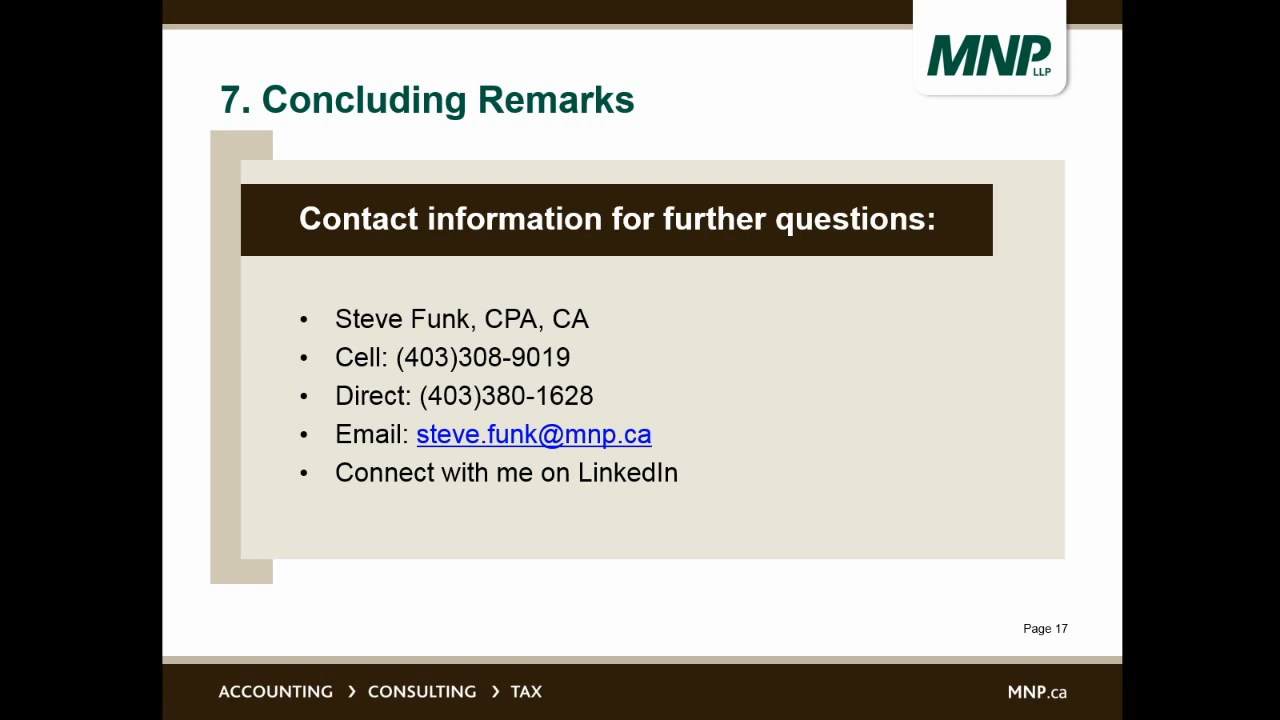 MNP
LLP
7. Concluding Remarks
Contact information for further questions:
• Steve Funk, CPA, CA
• Cell: (403)308-9019
• Direct: (403)380-1628
• Email: steve.funk@mnp.ca
• Connect with me on LinkedIn
Page 17
ACCOUNTING › CONSULTING › TAX
MNP.ca